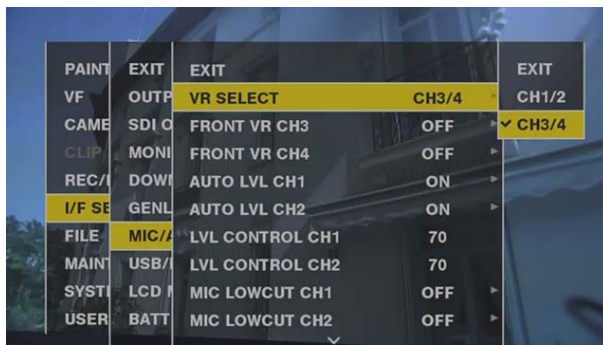 PAINT EXIT EXIT EXIT
VF OUTP VR SELECT CH3/4 CH1/2
CAME SDI O FRONT VR CH3 OFF ✓ CH3/4
CLIP MONI FRONT VR CH4 OFF
REC/ DOW AUTO LVL CH1 ON
I/F SE GENL AUTO LVL CH2 ON
FILE MIC/ LVL CONTROL CH1 70
MAINT USB/ LVL CONTROL CH2 70
SYST LCD MIC LOWCUT CH1 OFF
USER BATT MIC LOWCUT CH2 OFF